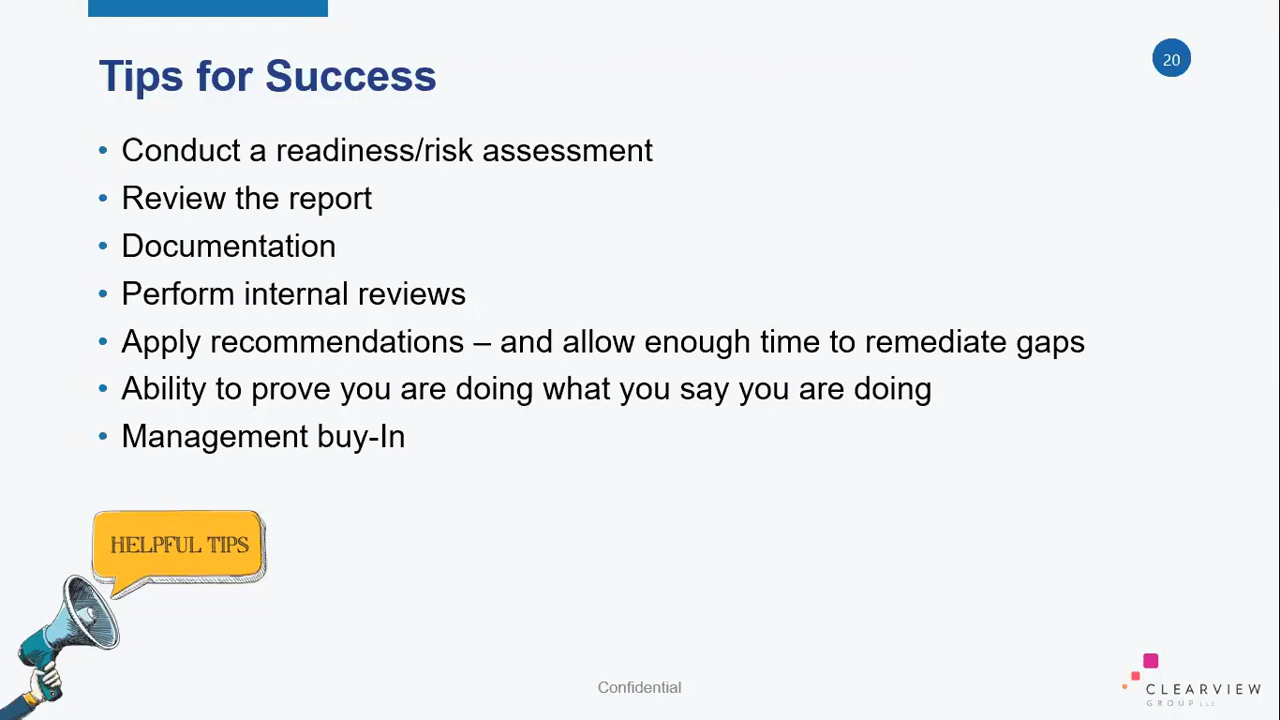 Tips for Success
20
• Conduct a readiness/risk assessment
• Review the report
• Documentation
• Perform internal reviews
• Apply recommendations – and allow enough time to remediate gaps
• Ability to prove you are doing what you say you are doing
• Management buy-In
HELPFUL TIPS
Confidential
CLEARVIEW
GROUP LLC